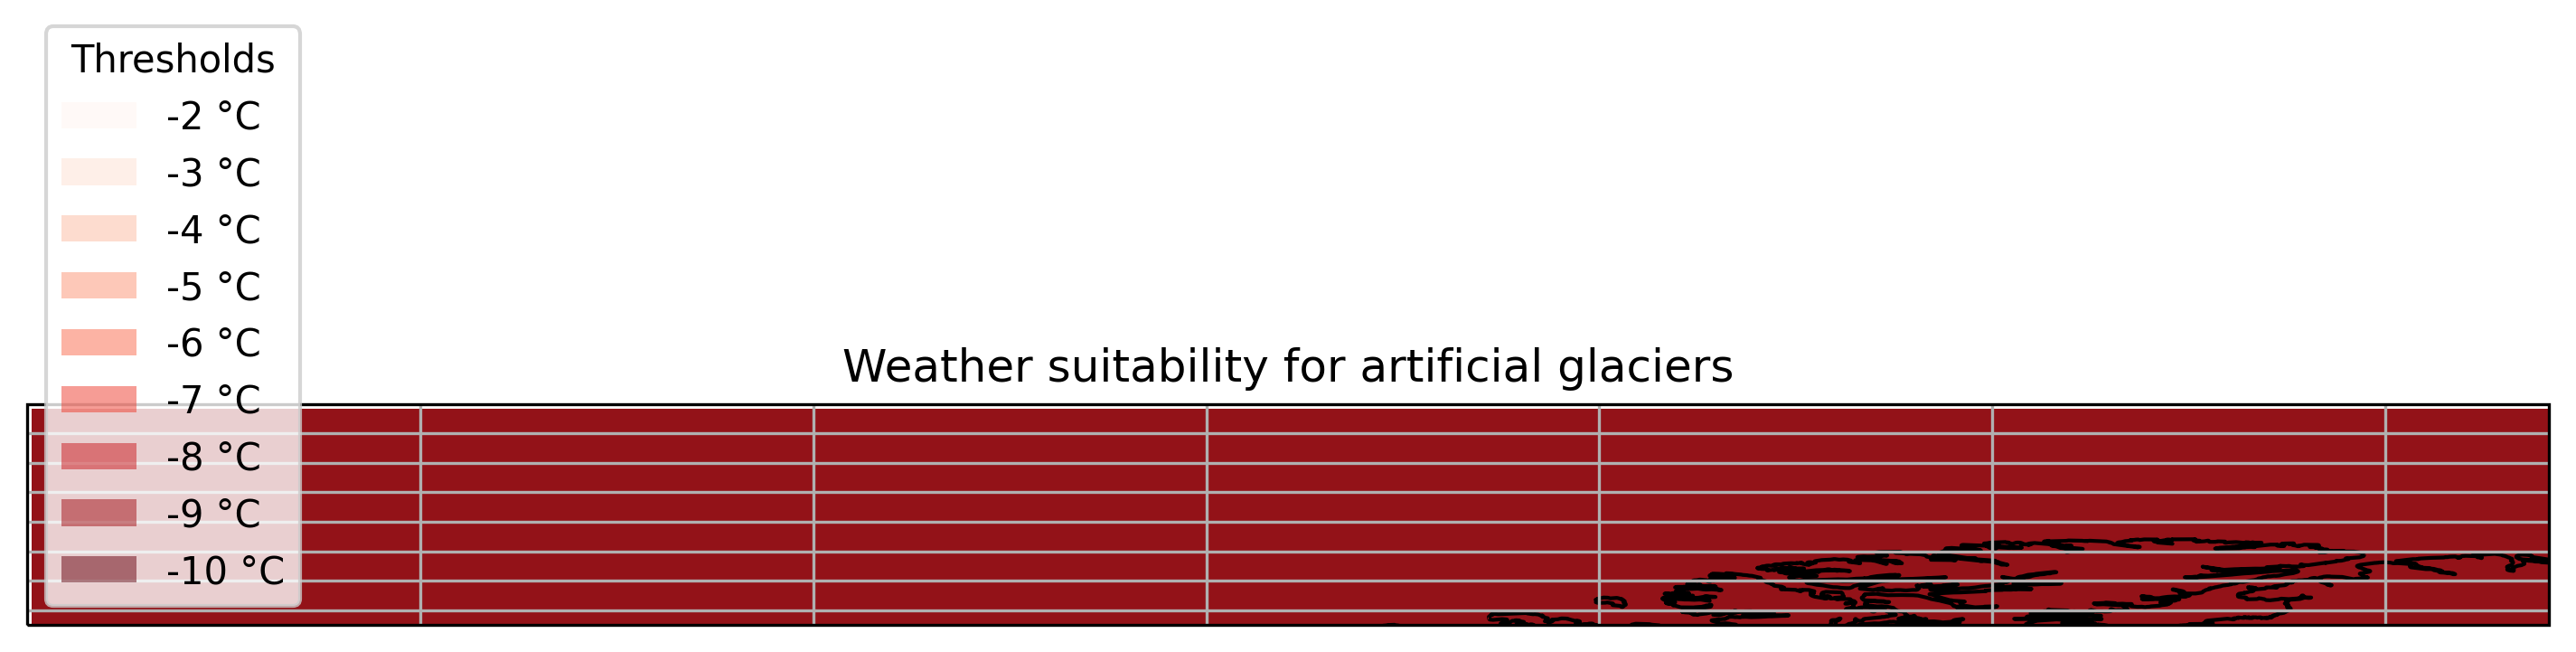 Thresholds
-2 °C
-3 °C
-4 °C
-5 °C
-6 °C
-7 °C
-8 °C
-9 °C
-10 °C
Weather suitability for artificial glaciers